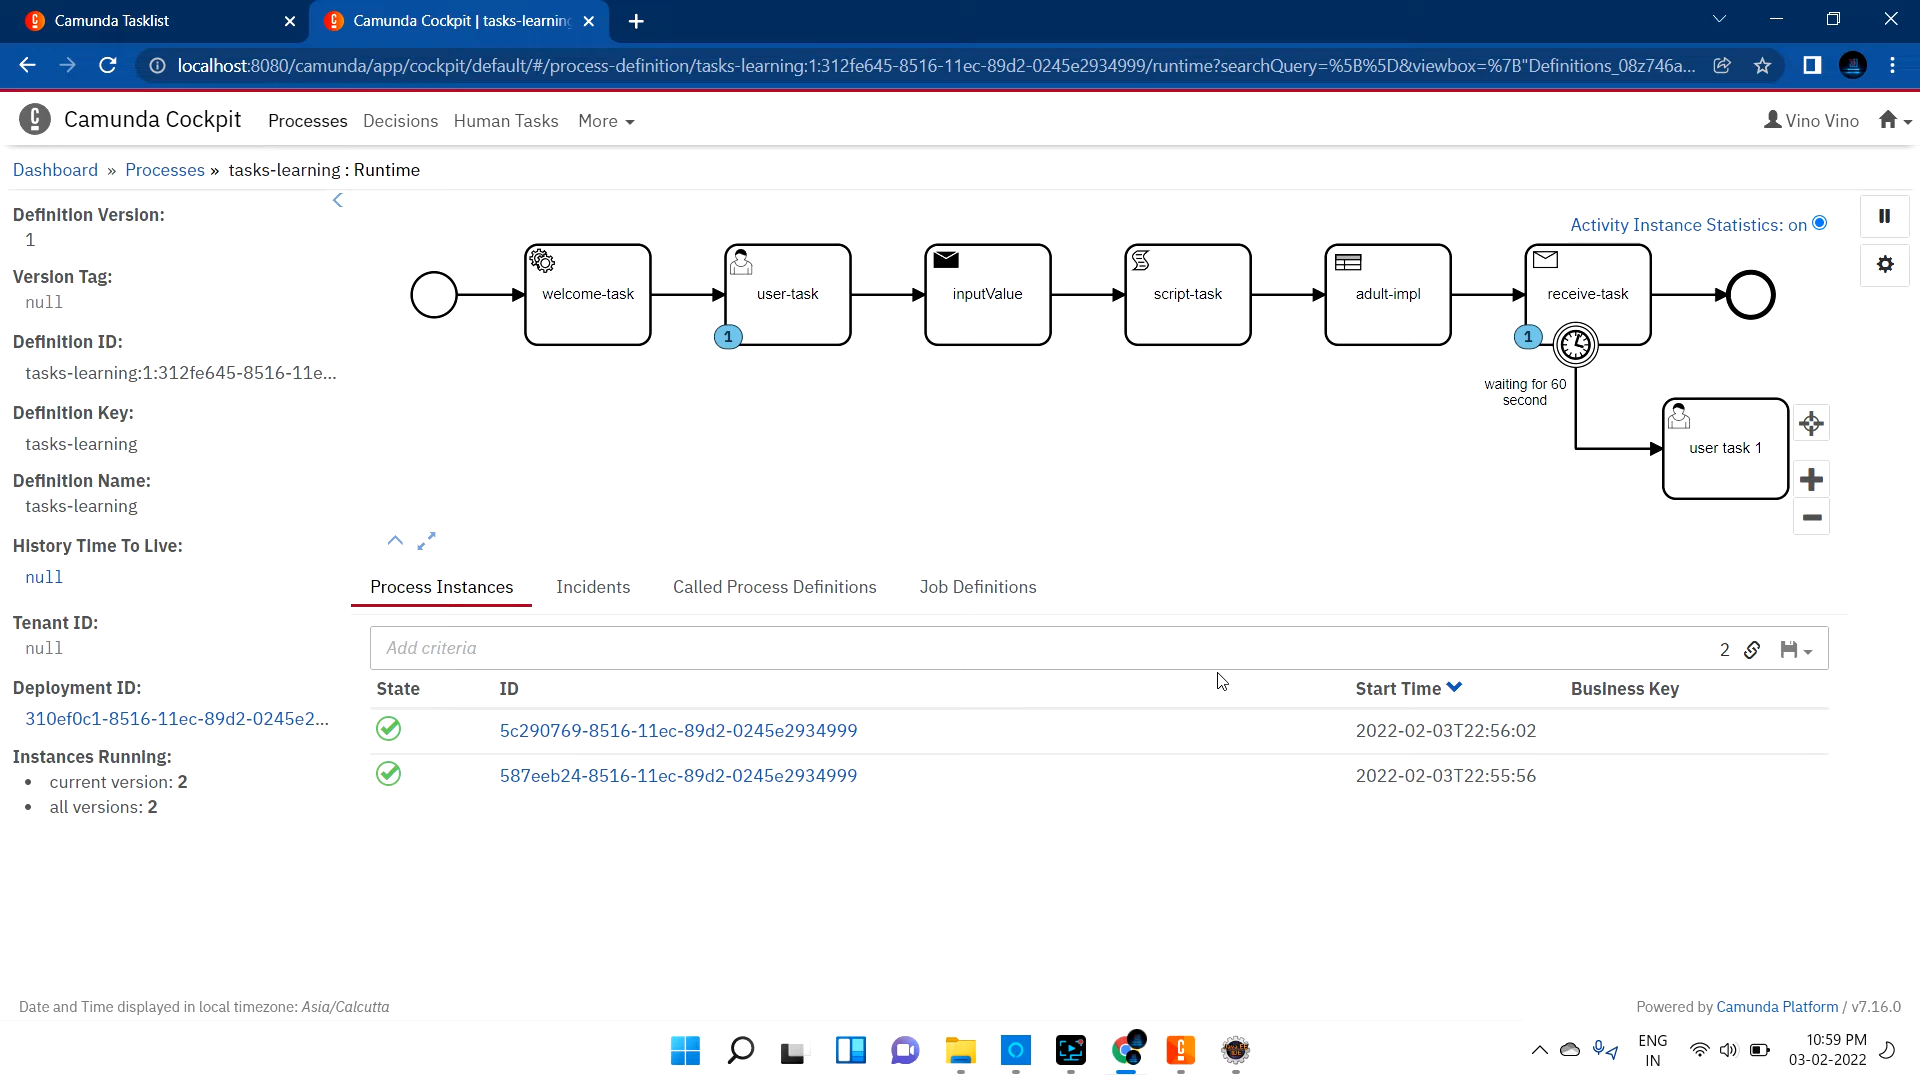 Camunda Tasklist
Camunda Cockpit | tasks-learning
localhost:8080/camunda/app/cockpit/default/#/process-definition/tasks-learning:1:312fe645-8516-11ec-89d2-0245e2934999/runtime?searchQuery=%5B%5D&viewbox=%7B"Definitions_08z746a...
Camunda Cockpit Processes Decisions Human Tasks More
Vino Vino
Dashboard » Processes » tasks-learning : Runtime
Definition Version:
1
Version Tag:
null
Definition ID:
tasks-learning:1:312fe645-8516-11e...
Definition Key:
tasks-learning
Definition Name:
tasks-learning
History Time To Live:
null
Tenant ID:
null
Deployment ID:
310ef0c1-8516-11ec-89d2-0245e2...
Instances Running:
• current version: 2
• all versions: 2
Activity Instance Statistics: on
welcome-task
user-task
1
inputValue
script-task
adult-impl
receive-task
1
waiting for 60
second
user task 1
Process Instances Incidents Called Process Definitions Job Definitions
Add criteria
2
State ID Start Time Business Key
5c290769-8516-11ec-89d2-0245e2934999 2022-02-03T22:56:02
587eeb24-8516-11ec-89d2-0245e2934999 2022-02-03T22:55:56
Date and Time displayed in local timezone: Asia/Calcutta
Powered by Camunda Platform / v7.16.0
ENG
IN
10:59 PM
03-02-2022